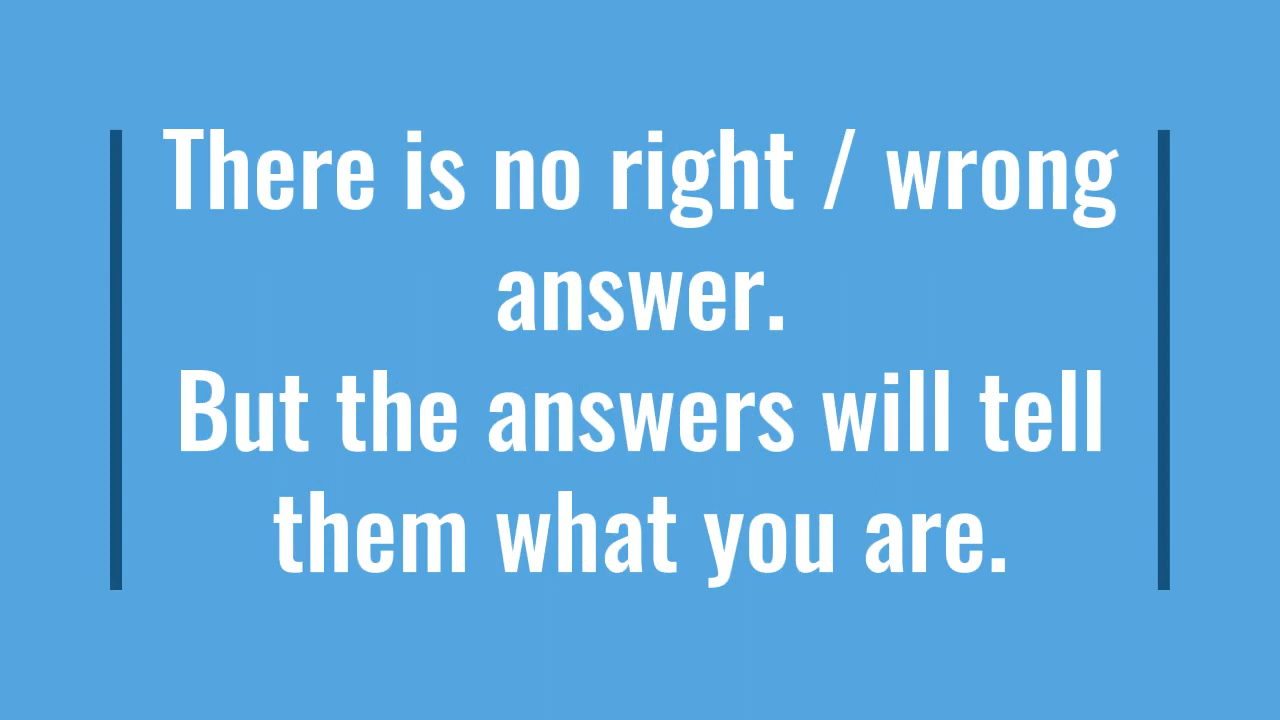 There is no right / wrong
answer.
But the answers will tell
them what you are.